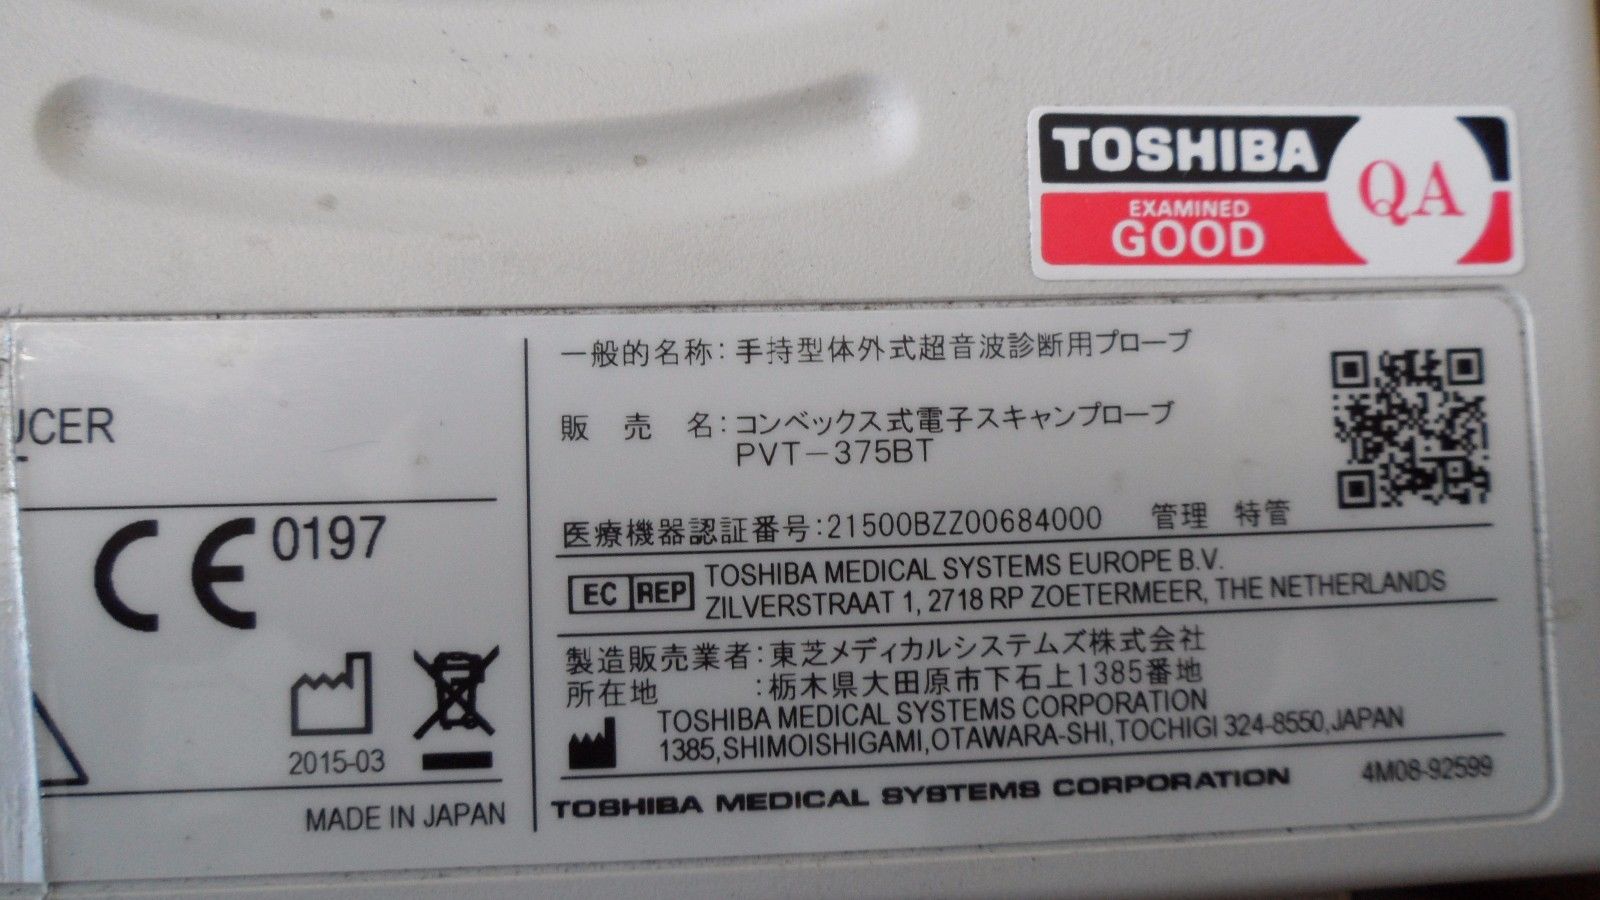 TOSHIBA
EXAMINED
GOOD
QA
UCER
CE 0197
2015-03
MADE IN JAPAN
一般的名称:手持型体外式超音波診断用プローブ
販 売 名:コンベックス式電子スキャンプローブ
PVT-375BT
医療機器認証番号:21500BZZ00684000 管理 特管
EC REP
TOSHIBA MEDICAL SYSTEMS EUROPE B.V.
ZILVERSTRAAT 1, 2718 RP ZOETERMEER, THE NETHERLANDS
製造販売業者:東芝メディカルシステムズ株式会社
所在地 :栃木県大田原市下石上1385番地
TOSHIBA MEDICAL SYSTEMS CORPORATION
1385,SHIMOISHIGAMI,OTAWARA-SHI,TOCHIGI 324-8550,JAPAN
TOSHIBA MEDICAL SYSTEMS CORPORATION 4M08-92599